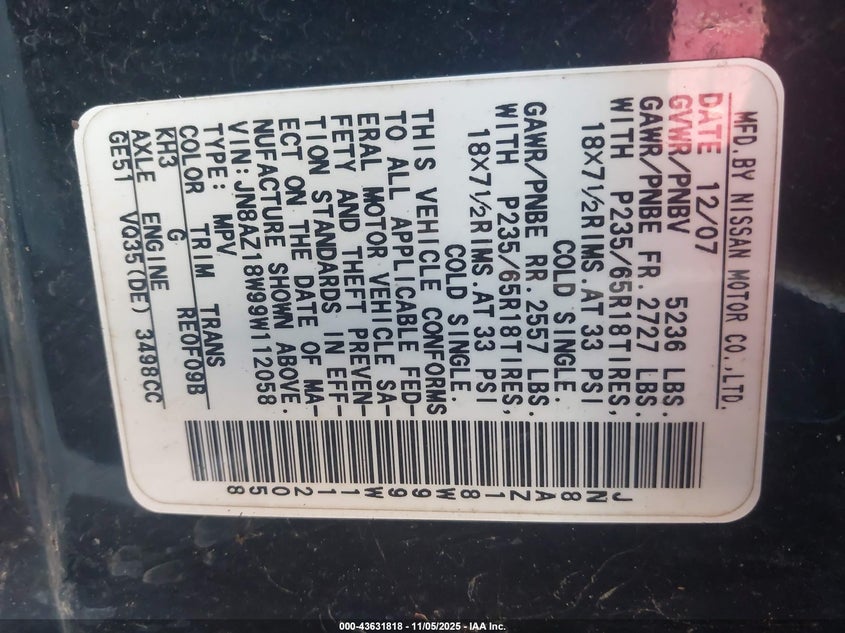 MFD.BY NISSAN MOTOR CO.,LTD.
DATE 12/07
GVWR/PNBV 5236 LBS.
GAWR/PNBE FR. 2727 LBS.
WITH P235/65R18TIRES,
18X7½RIMS.AT 33 PSI
COLD SINGLE.
GAWR/PNBE RR. 2557 LBS.
WITH P235/65R18TIRES,
18X7½RIMS.AT 33 PSI
COLD SINGLE.
THIS VEHICLE CONFORMS
TO ALL APPLICABLE FED-
ERAL MOTOR VEHICLE SA-
FETY AND THEFT PREVEN-
TION STANDARDS IN EFF-
ECT ON THE DATE OF MA-
NUFACTURE SHOWN ABOVE.
VIN:JN8AZ18W99W112058
TYPE: MPV
COLOR TRIM TRANS
KH3 G RE0F09B
AXLE ENGINE
GE51 VQ35(DE) 3498CC
JN8AZ18W99W112058
000-43631818 - 11/05/2025 - IAA Inc.